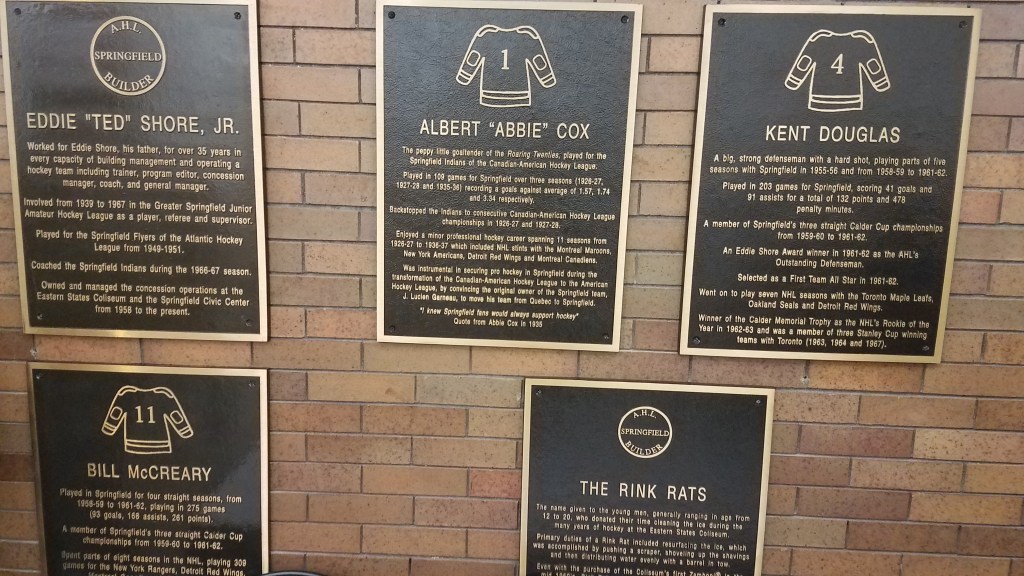 A.H.L.
SPRINGFIELD
BUILDER
EDDIE "TED" SHORE, JR.
Worked for Eddie Shore, his father, for over 35 years in
every capacity of building management and operating a
hockey team including trainer, program editor, concession
manager, coach, and general manager.
Involved from 1939 to 1967 in the Greater Springfield Junior
Amateur Hockey League as a player, referee and supervisor.
Played for the Springfield Flyers of the Atlantic Hockey
League from 1949-1951.
Coached the Springfield Indians during the 1966-67 season.
Owned and managed the concession operations at the
Eastern States Coliseum and the Springfield Civic Center
from 1958 to the present.
1
ALBERT "ABBIE" COX
The peppy little goaltender of the Roaring Twenties, played for the
Springfield Indians of the Canadian-American Hockey League.
Played in 109 games for Springfield over three seasons (1926-27,
1927-28 and 1935-36) recording a goals against average of 1.57, 1.74
and 3.34 respectively.
Backstopped the Indians to consecutive Canadian-American Hockey League
championships in 1926-27 and 1927-28.
Enjoyed a minor professional hockey career spanning 11 seasons from
1926-27 to 1936-37 which included NHL stints with the Montreal Maroons,
New York Americans, Detroit Red Wings and Montreal Canadiens.
Was instrumental in securing pro hockey in Springfield during the
transformation of the Canadian-American Hockey League to the American
Hockey League, by convincing the original owner of the Springfield team,
J. Lucien Garneau, to move his team from Quebec to Springfield.
"I knew Springfield fans would always support hockey"
Quote from Abbie Cox in 1935
4
KENT DOUGLAS
A big, strong defenseman with a hard shot, playing parts of five
seasons with Springfield in 1955-56 and from 1958-59 to 1961-62.
Played in 203 games for Springfield, scoring 41 goals and
91 assists for a total of 132 points and 478
penalty minutes.
A member of Springfield's three straight Calder Cup championships
from 1959-60 to 1961-62.
An Eddie Shore Award winner in 1961-62 as the AHL's
Outstanding Defenseman.
Selected as a First Team All Star in 1961-62.
Went on to play seven NHL seasons with the Toronto Maple Leafs,
Oakland Seals and Detroit Red Wings.
Winner of the Calder Memorial Trophy as the NHL's Rookie of the
Year in 1962-63 and was a member of three Stanley Cup winning
teams with Toronto (1963, 1964 and 1967).
11
BILL McCREARY
Played in Springfield for four straight seasons, from
1958-59 to 1961-62, playing in 275 games
(93 goals, 168 assists, 261 points).
A member of Springfield's three straight Calder Cup
championships from 1959-60 to 1961-62.
Spent parts of eight seasons in the NHL, playing 309
games for the New York Rangers, Detroit Red Wings,
A.H.L.
SPRINGFIELD
BUILDER
THE RINK RATS
The name given to the young men, generally ranging in age from
12 to 20, who donated their time cleaning the ice during the
many years of hockey at the Eastern States Coliseum.
Primary duties of a Rink Rat included resurfacing the ice, which
was accomplished by pushing a scraper, shoveling up the shavings
and then distributing water evenly with a barrel in tow.
Even with the purchase of the Coliseum's first Zamboni® in the